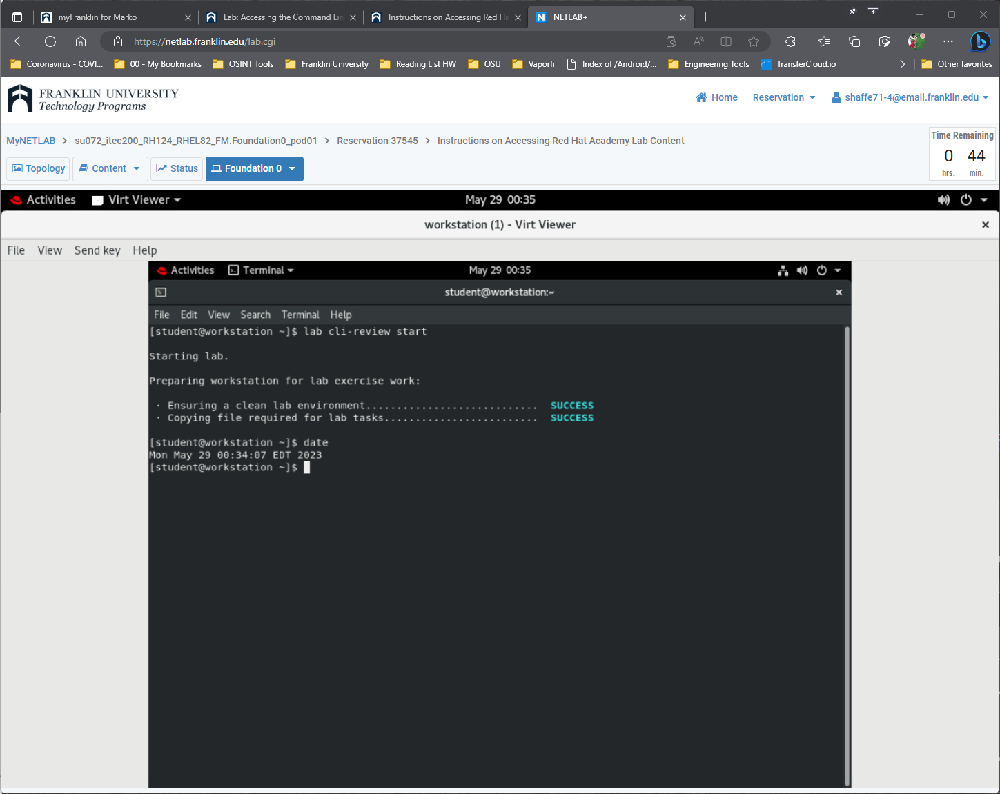 myFranklin for Marko
Lab: Accessing the Command Lin
Instructions on Accessing Red Ha
NETLAB+
https://netlab.franklin.edu/lab.cgi
Coronavirus - COVI... 00 - My Bookmarks OSINT Tools Franklin University Reading List HW OSU Vaporfi Index of /Android/... Engineering Tools TransferCloud.io Other favorites
FRANKLIN UNIVERSITY
Technology Programs
Home Reservation shaffe71-4@email.franklin.edu
MyNETLAB > su072_itec200_RH124_RHEL82_FM.Foundation0_pod01 > Reservation 37545 > Instructions on Accessing Red Hat Academy Lab Content
Time Remaining
0 44
hrs. min.
Topology Content Status Foundation 0
Activities Virt Viewer May 29 00:35
workstation (1) - Virt Viewer
File View Send key Help
Activities Terminal May 29 00:35
student@workstation:~
File Edit View Search Terminal Help
[student@workstation ~]$ lab cli-review start
Starting lab.
Preparing workstation for lab exercise work:
· Ensuring a clean lab environment............................ SUCCESS
· Copying file required for lab tasks......................... SUCCESS
[student@workstation ~]$ date
Mon May 29 00:34:07 EDT 2023
[student@workstation ~]$